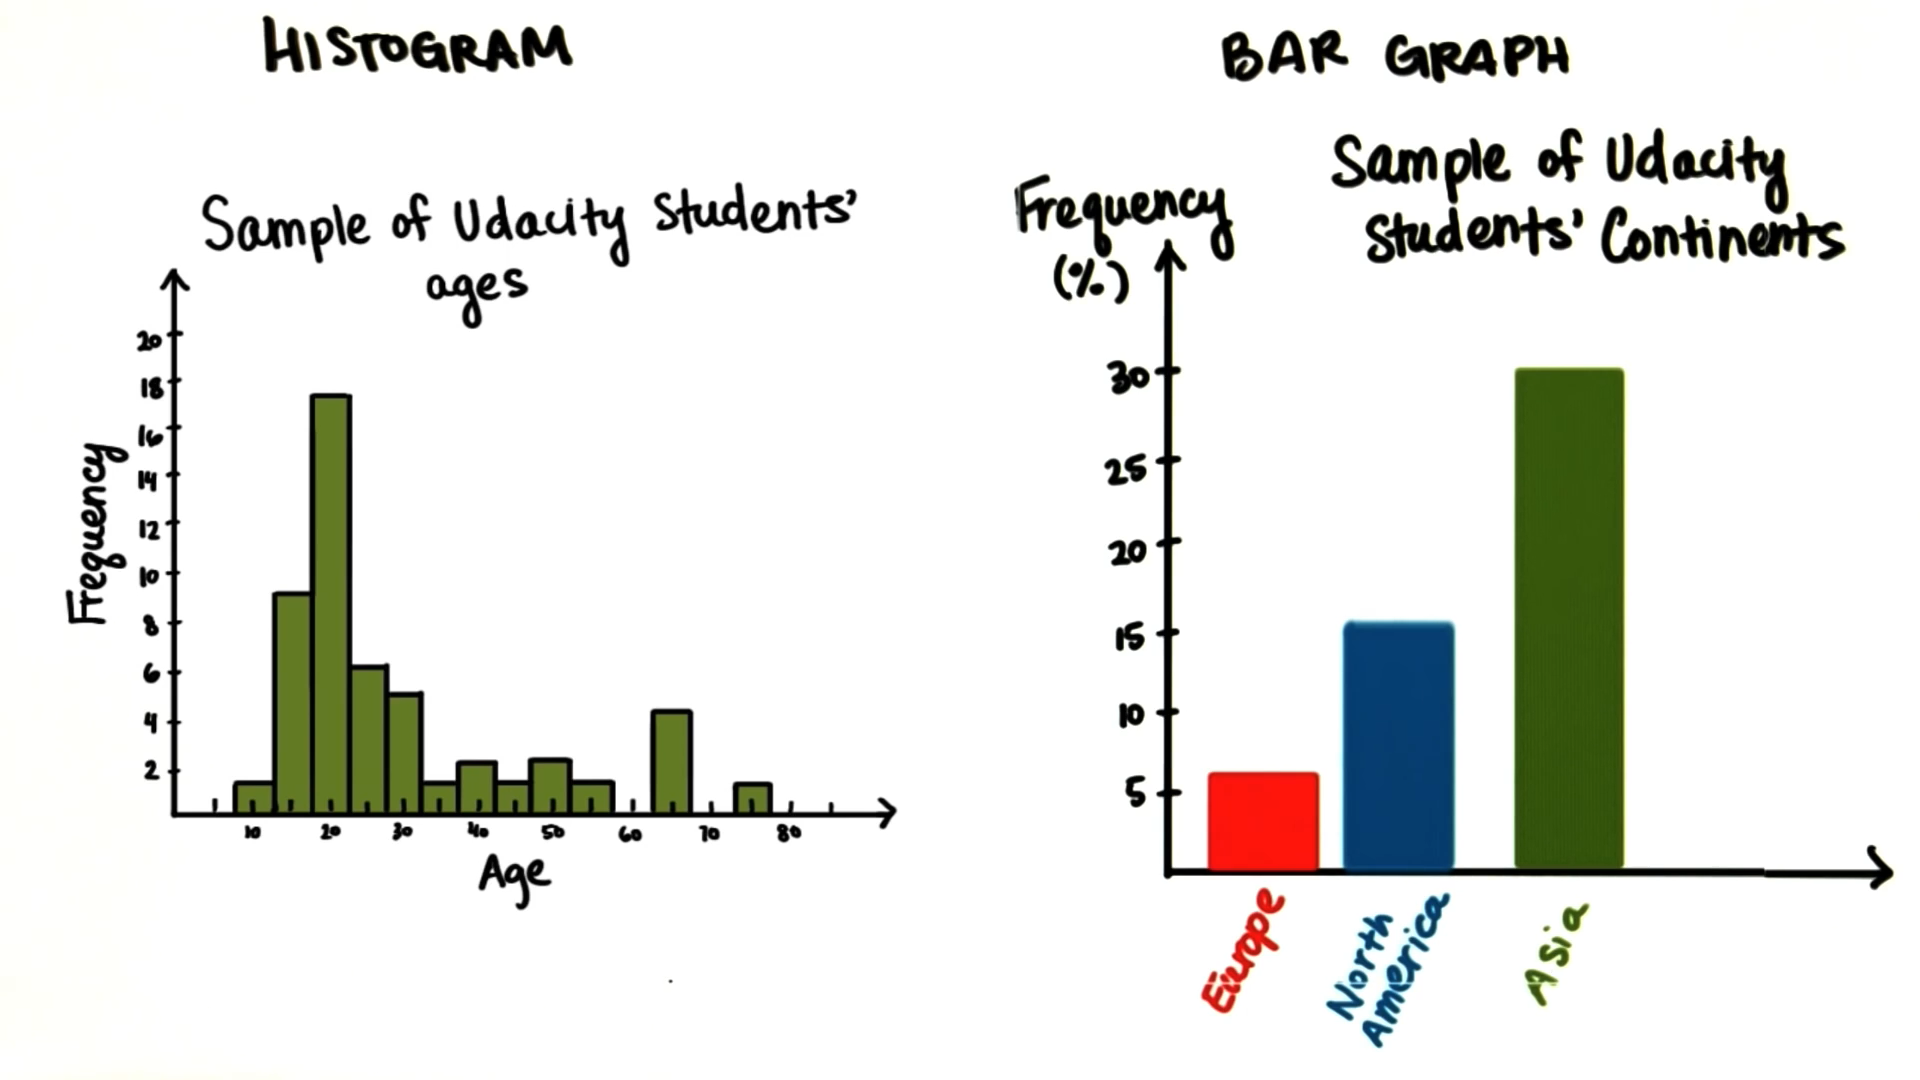 HISTOGRAM
Sample of Udacity Students'
ages
Frequency
20
18
16
14
12
10
8
6
4
2
10 20 30 40 50 60 70 80
Age
BAR GRAPH
Sample of Udacity
Students' Continents
Frequency
(%)
30
25
20
15
10
5
Europe
North
America
Asia